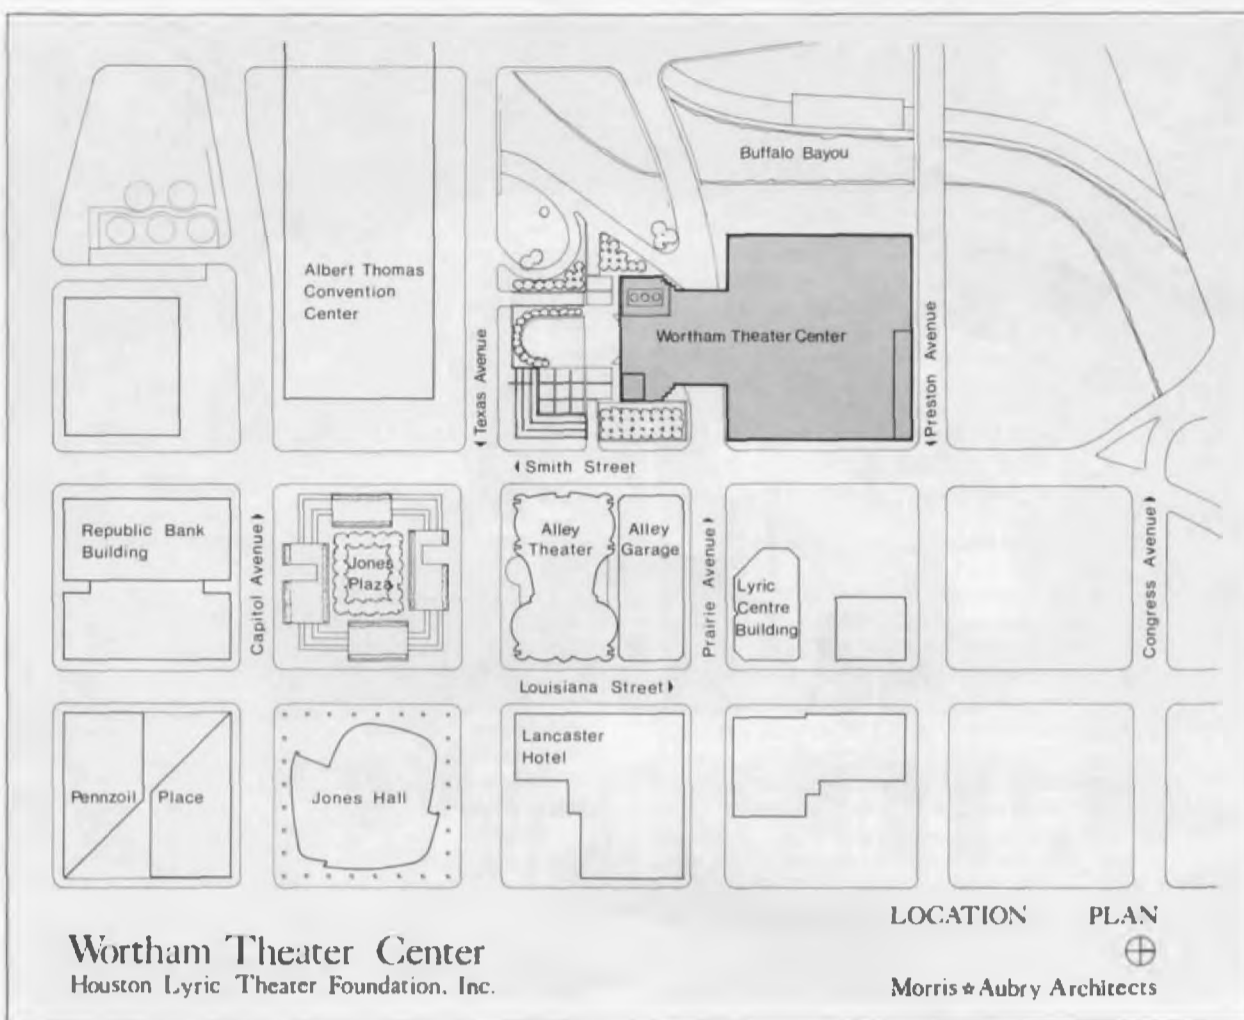 Buffalo Bayou
Albert Thomas
Convention
Center
Texas Avenue
Wortham Theater Center
Preston Avenue
Smith Street
Republic Bank
Building
Capitol Avenue
Jones
Plaza
Alley
Theater
Alley
Garage
Prairie Avenue
Lyric
Centre
Building
Congress Avenue
Louisiana Street
Pennzoil Place
Jones Hall
Lancaster
Hotel
LOCATION PLAN
Wortham Theater Center
Houston Lyric Theater Foundation, Inc.
Morris ☆ Aubry Architects